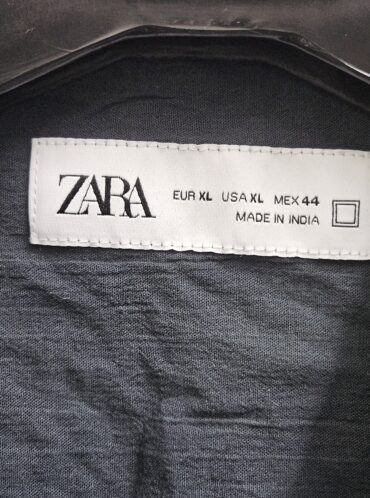 ZARA
EUR XL USA XL MEX 44
MADE IN INDIA